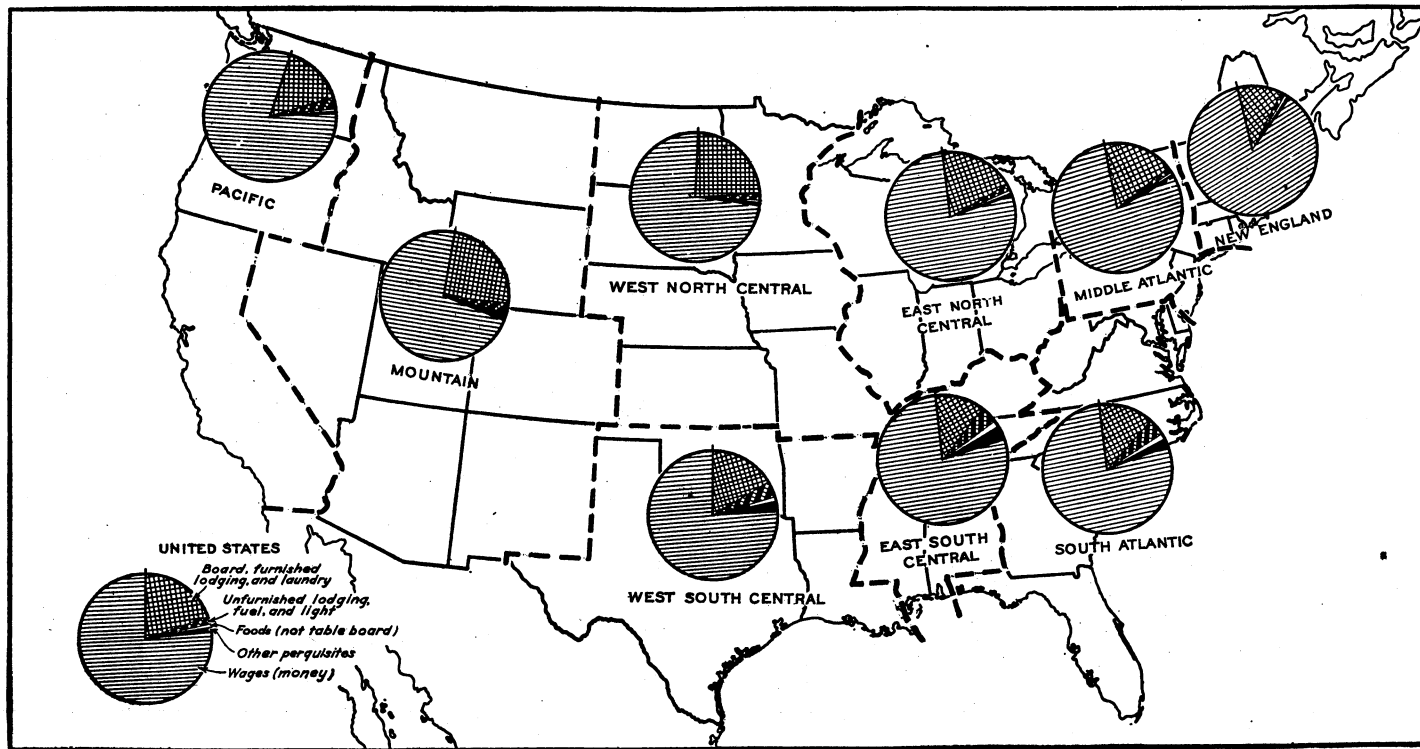 PACIFIC
MOUNTAIN
WEST NORTH CENTRAL
EAST NORTH
CENTRAL
MIDDLE ATLANTIC
NEW ENGLAND
WEST SOUTH CENTRAL
EAST SOUTH
CENTRAL
SOUTH ATLANTIC
UNITED STATES
Board, furnished
lodging, and laundry
Unfurnished lodging,
fuel, and light
Foods (not table board)
Other perquisites
Wages (money)